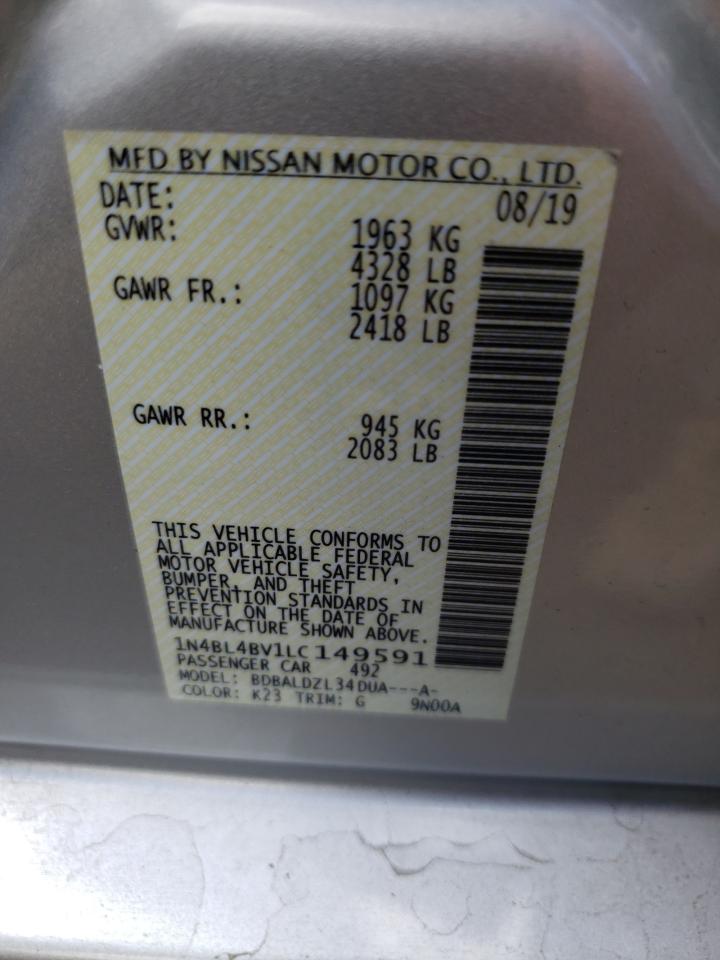 MFD BY NISSAN MOTOR CO., LTD.
DATE: 08/19
GVWR: 1963 KG
4328 LB
GAWR FR.: 1097 KG
2418 LB
GAWR RR.: 945 KG
2083 LB
THIS VEHICLE CONFORMS TO
ALL APPLICABLE FEDERAL
MOTOR VEHICLE SAFETY,
BUMPER, AND THEFT
PREVENTION STANDARDS IN
EFFECT ON THE DATE OF
MANUFACTURE SHOWN ABOVE.
1N4BL4BV1LC149591
PASSENGER CAR 492
MODEL: BDBALDZL34DUA---A-
COLOR: K23 TRIM: G 9N00A